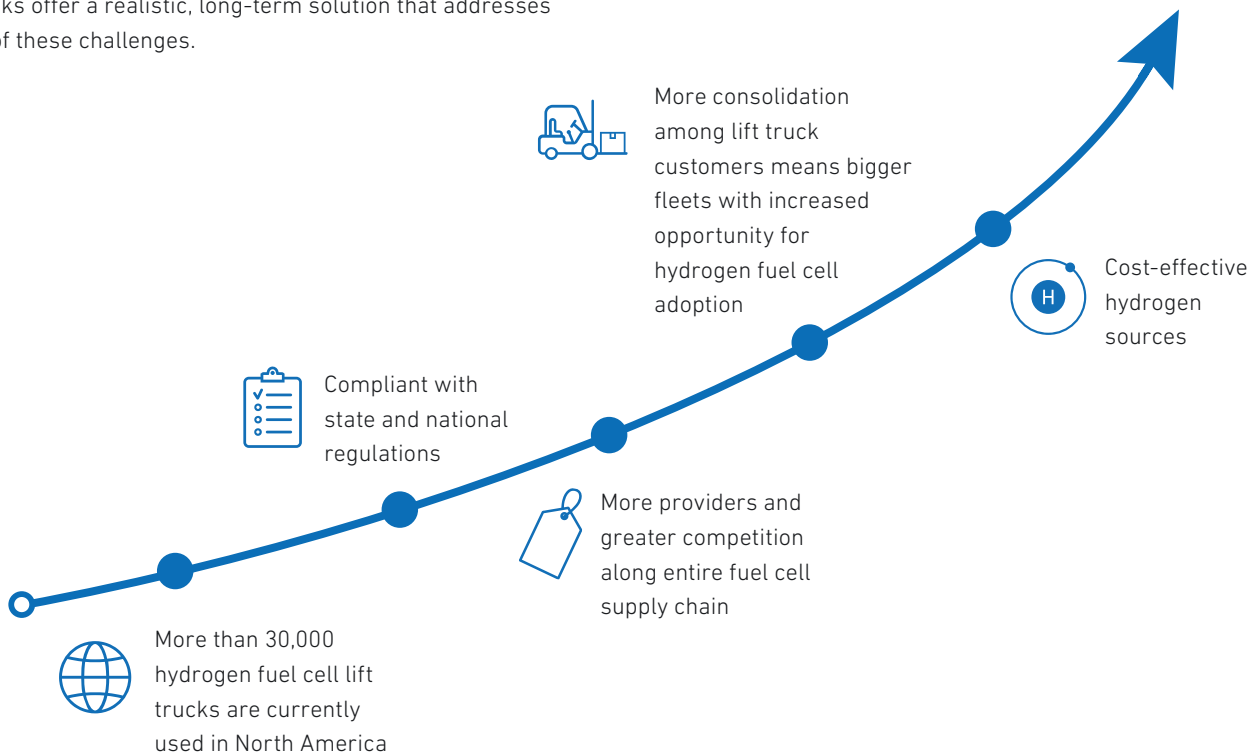 ks offer a realistic, long-term solution that addresses
of these challenges.
More consolidation
among lift truck
customers means bigger
fleets with increased
opportunity for
hydrogen fuel cell
adoption
H
Cost-effective
hydrogen
sources
Compliant with
state and national
regulations
More providers and
greater competition
along entire fuel cell
supply chain
More than 30,000
hydrogen fuel cell lift
trucks are currently
used in North America